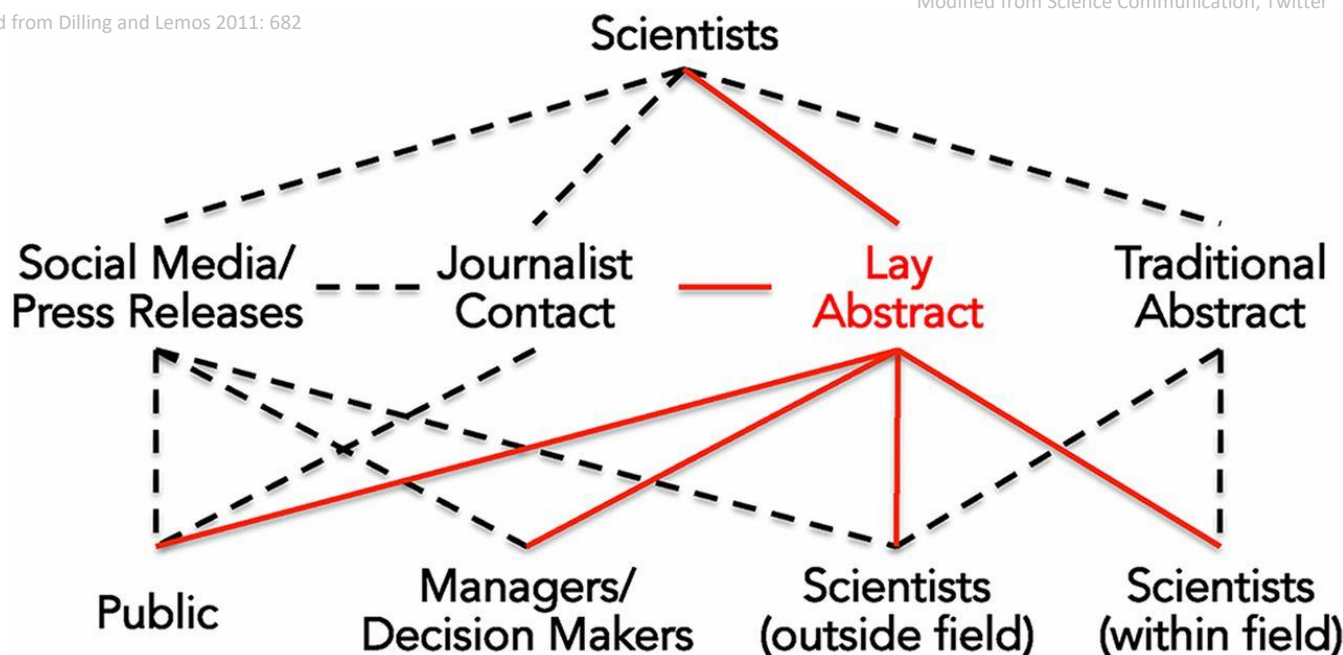 d from Dilling and Lemos 2011: 682
Modified from Science Communication, Twitter
Scientists
Social Media/
Press Releases
Journalist
Contact
Lay
Abstract
Traditional
Abstract
Public
Managers/
Decision Makers
Scientists
(outside field)
Scientists
(within field)